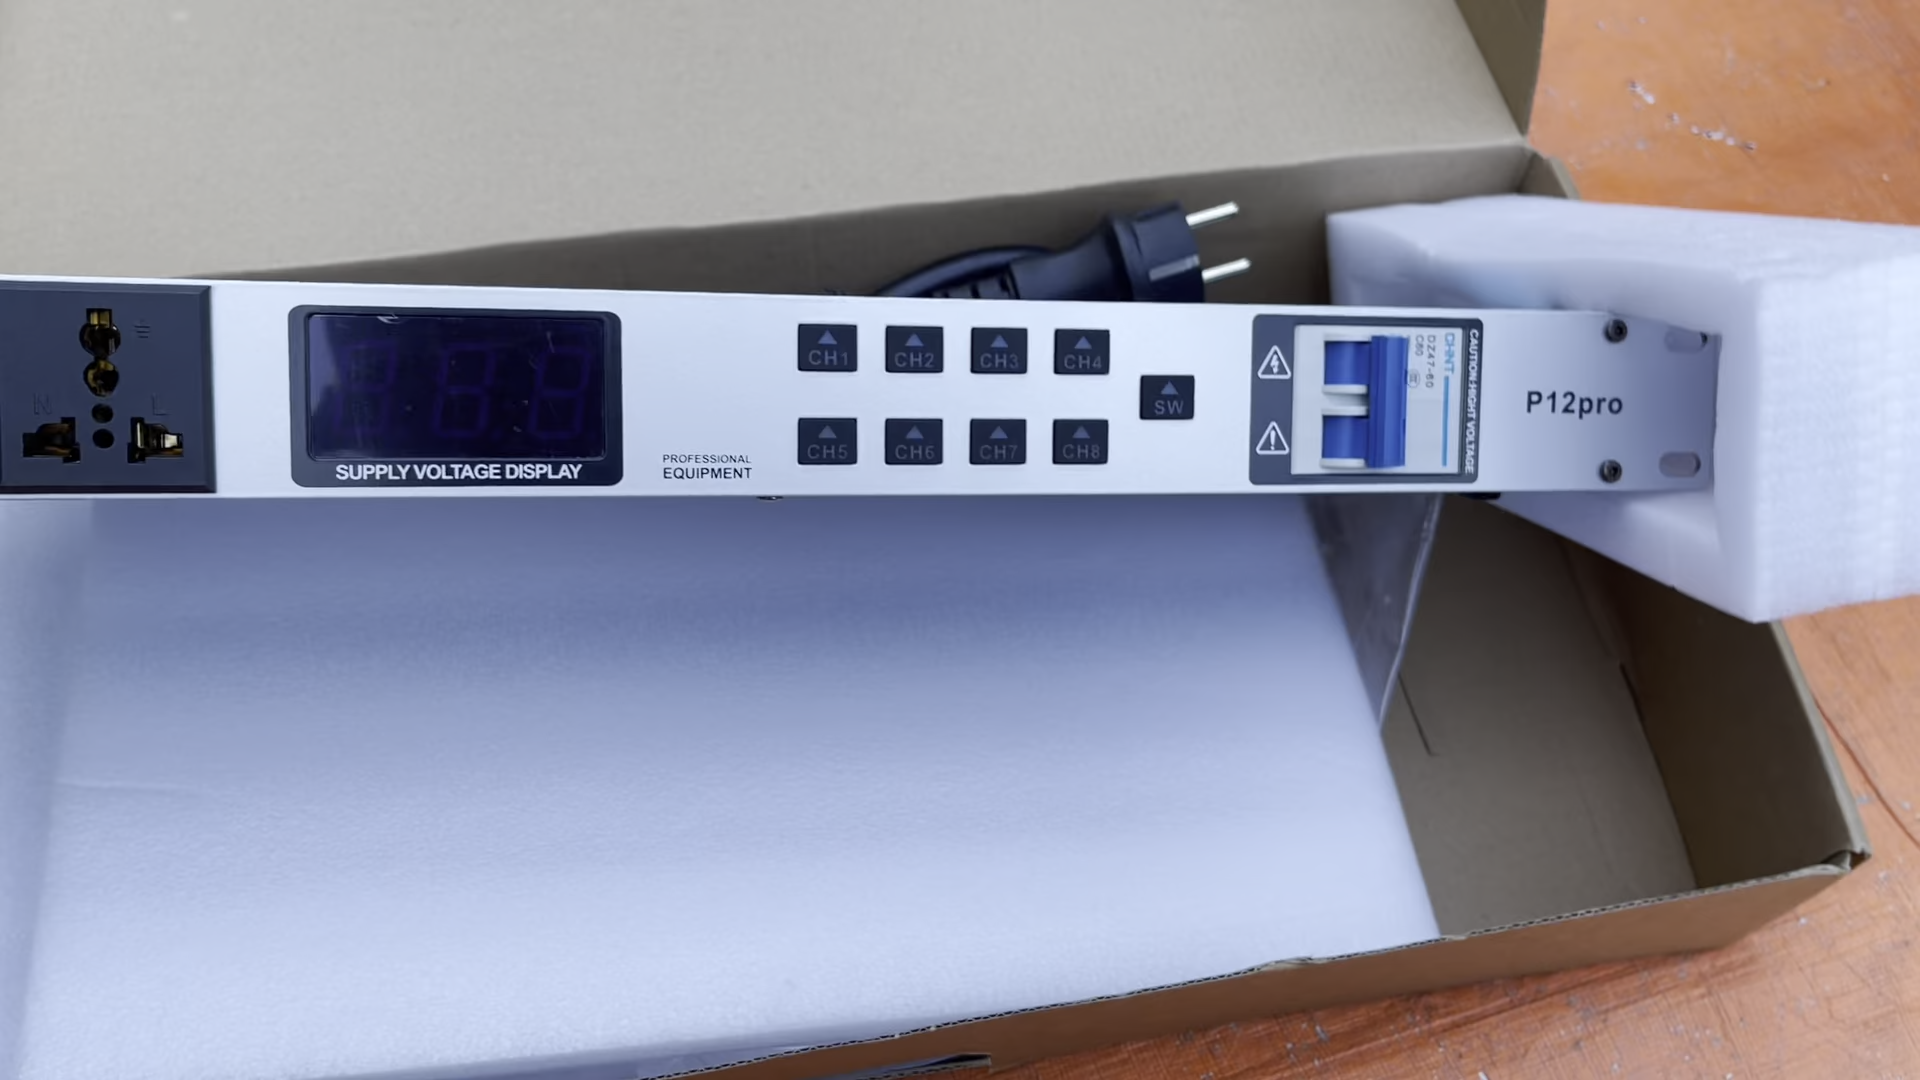 N L
SUPPLY VOLTAGE DISPLAY
PROFESSIONAL
EQUIPMENT
CH1 CH2 CH3 CH4
SW
CH5 CH6 CH7 CH8
CHNT
DZ47-60
C60
CAUTION:HIGHT VOLTAGE
P12pro